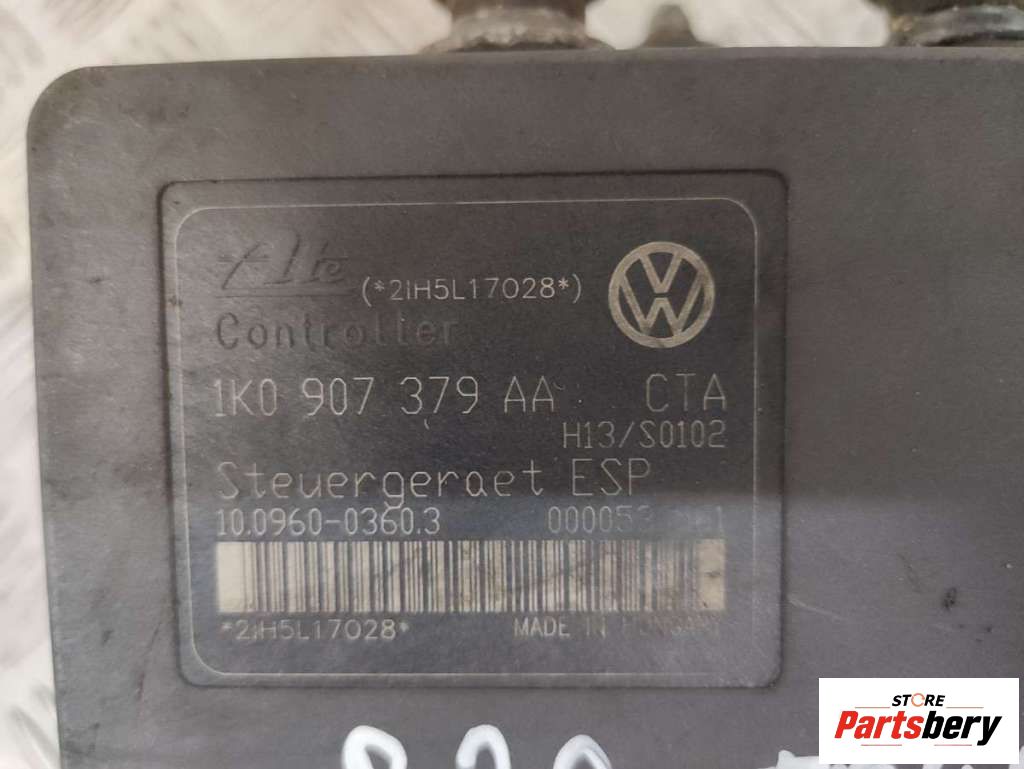 Ate (*2IH5L17028*)
Controller
1K0 907 379 AA CTA
H13/S0102
Steuergeraet ESP
10.0960-0360.3
*2IH5L17028* MADE IN HUNGARY
STORE
Partsbery